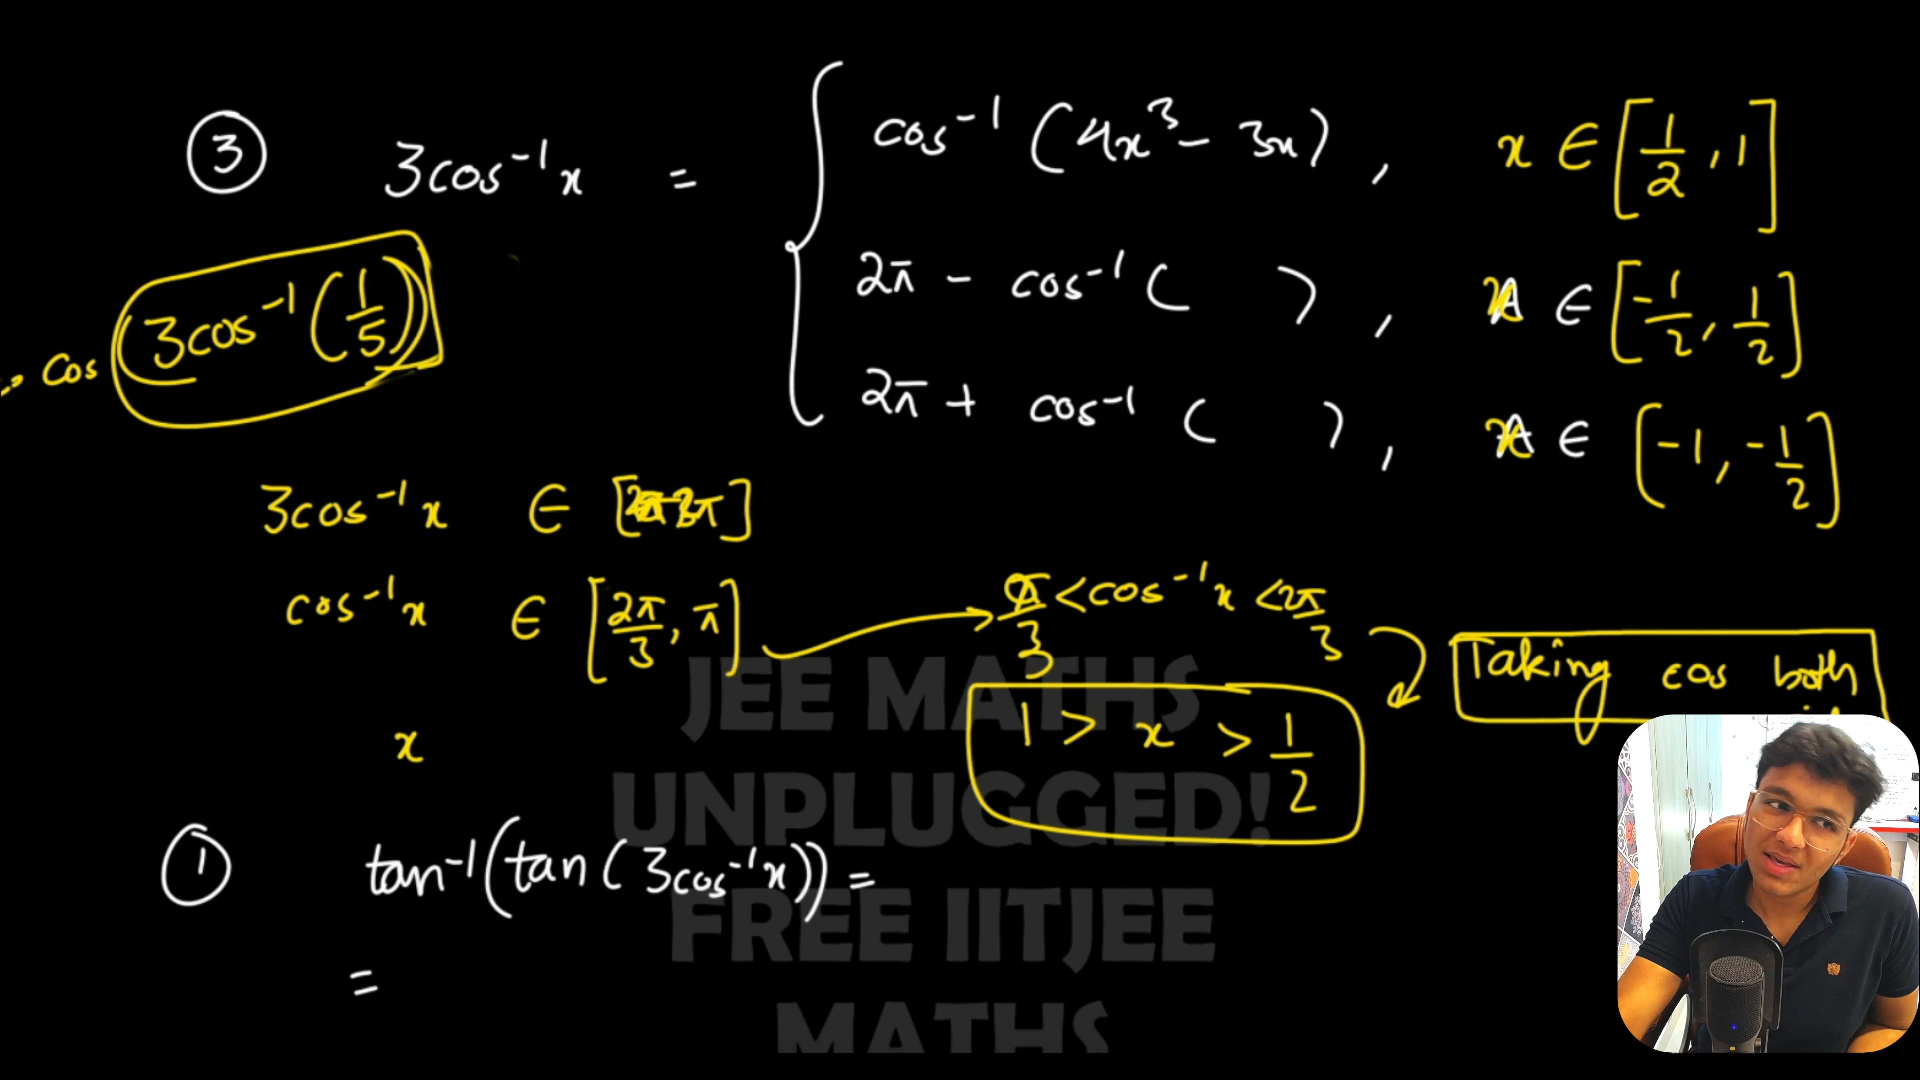 ③ 3cos⁻¹x =
cos⁻¹(4x³ - 3x), x ∈ [1/2, 1]
2π - cos⁻¹( ), x ∈ [-1/2, 1/2]
2π + cos⁻¹( ), x ∈ [-1, -1/2]
cos (3cos⁻¹(1/5))
3cos⁻¹x ∈ [ 3π]
cos⁻¹x ∈ [2π/3, π]
π/3 < cos⁻¹x < 2π/3
Taking cos both
1 > x > 1/2
x
① tan⁻¹(tan(3cos⁻¹x)) =
=
JEE MATHS
UNPLUGGED!
FREE IITJEE
MATHS